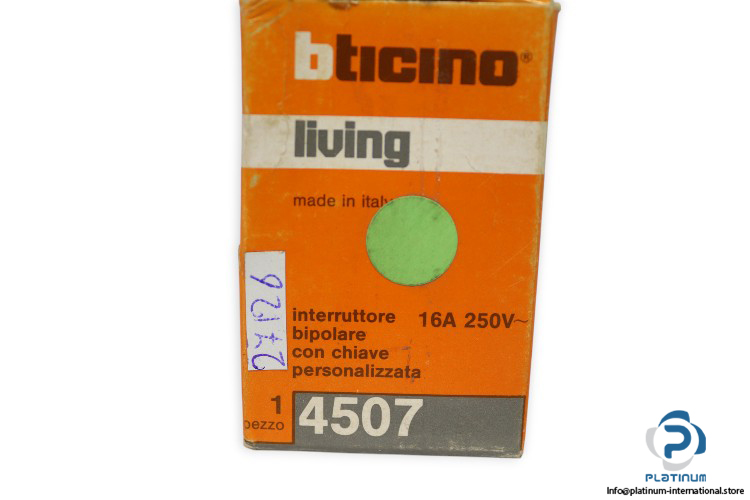 bticino®
living
made in italy
27126
interruttore 16A 250V~
bipolare
con chiave
personalizzata
1
pezzo
4507
PLATINUM
Info@platinum-international.store